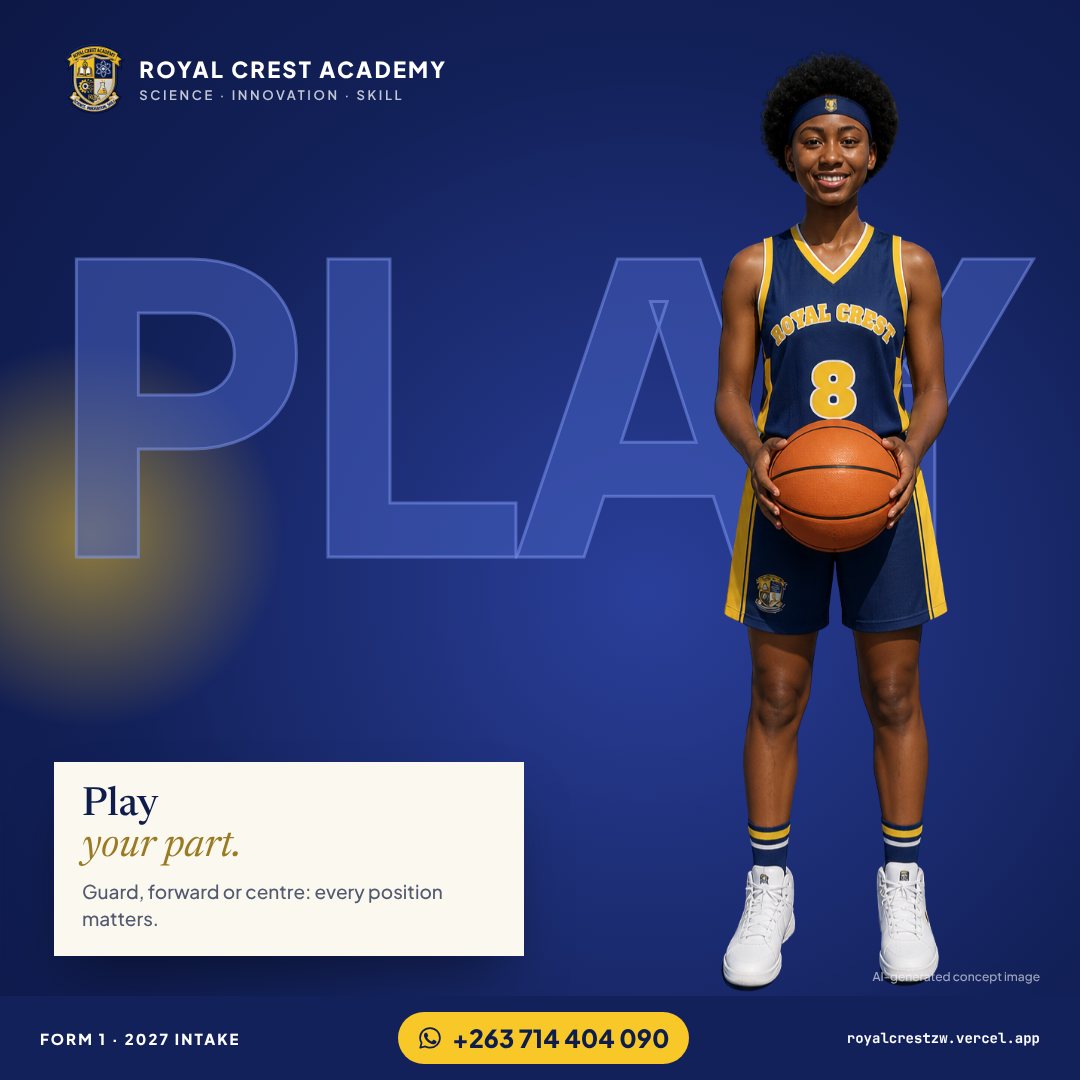 ROYAL CREST ACADEMY
SCIENCE · INNOVATION · SKILL
PLAY
ROYAL CREST
8
Play
your part.
Guard, forward or centre: every position
matters.
AI-generated concept image
FORM 1 · 2027 INTAKE
+263 714 404 090
royalcrestzw.vercel.app